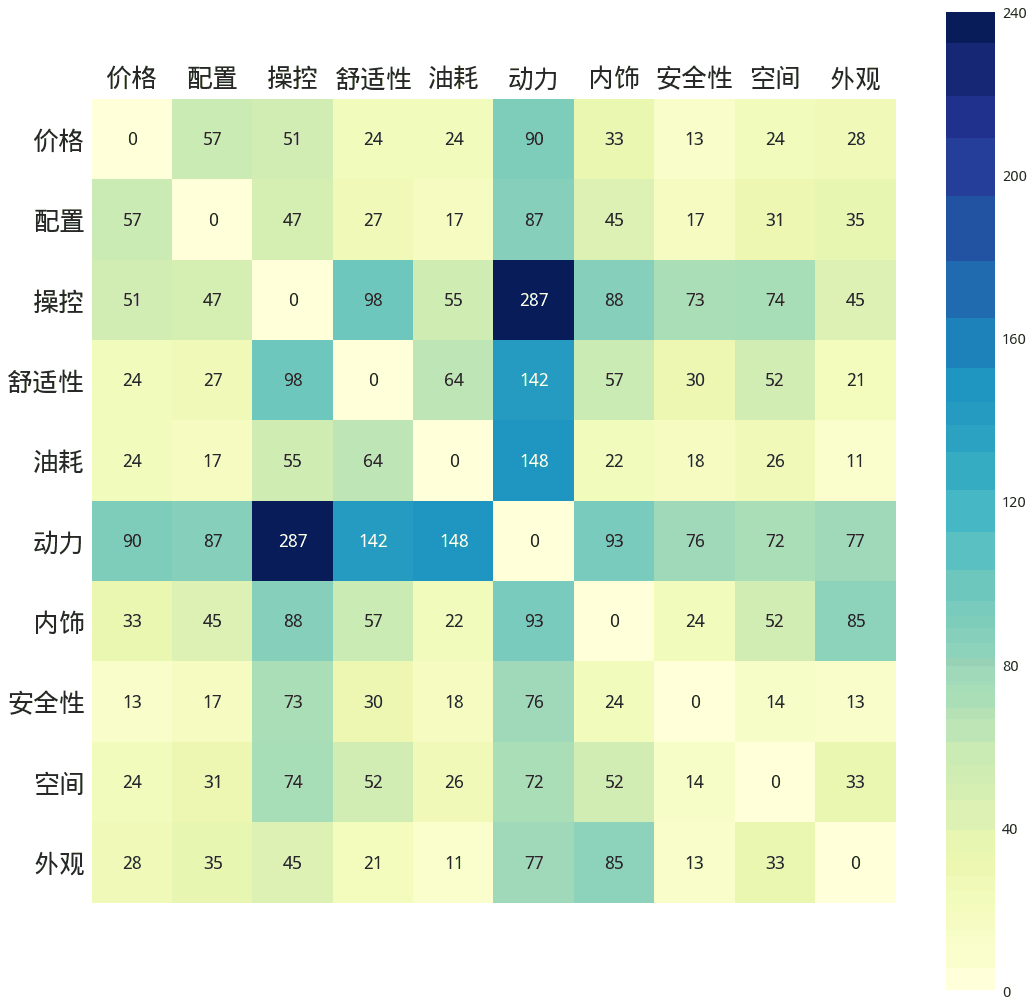 240
价格 配置 操控 舒适性 油耗 动力 内饰 安全性 空间 外观
价格 0 57 51 24 24 90 33 13 24 28
200
配置 57 0 47 27 17 87 45 17 31 35
操控 51 47 0 98 55 287 88 73 74 45
160
舒适性 24 27 98 0 64 142 57 30 52 21
油耗 24 17 55 64 0 148 22 18 26 11
120
动力 90 87 287 142 148 0 93 76 72 77
内饰 33 45 88 57 22 93 0 24 52 85
80
安全性 13 17 73 30 18 76 24 0 14 13
空间 24 31 74 52 26 72 52 14 0 33
40
外观 28 35 45 21 11 77 85 13 33 0
0